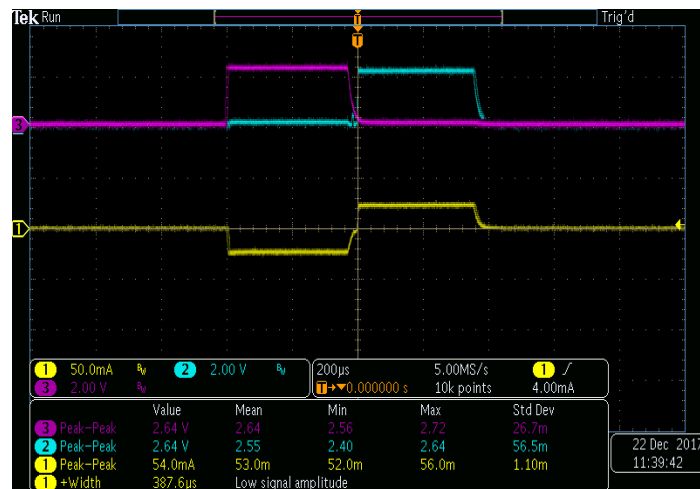 Tek Run Trig'd
T
T
3
1
1 50.0mA BW 2 2.00 V BW
3 2.00 V BW
200µs 5.00MS/s 1 /
T→▼0.000000 s 10k points 4.00mA
Value Mean Min Max Std Dev
3 Peak–Peak 2.64 V 2.64 2.56 2.72 26.7m
2 Peak–Peak 2.64 V 2.55 2.40 2.64 56.5m
1 Peak–Peak 54.0mA 53.0m 52.0m 56.0m 1.10m
1 +Width 387.6µs Low signal amplitude
22 Dec 2017
11:39:42